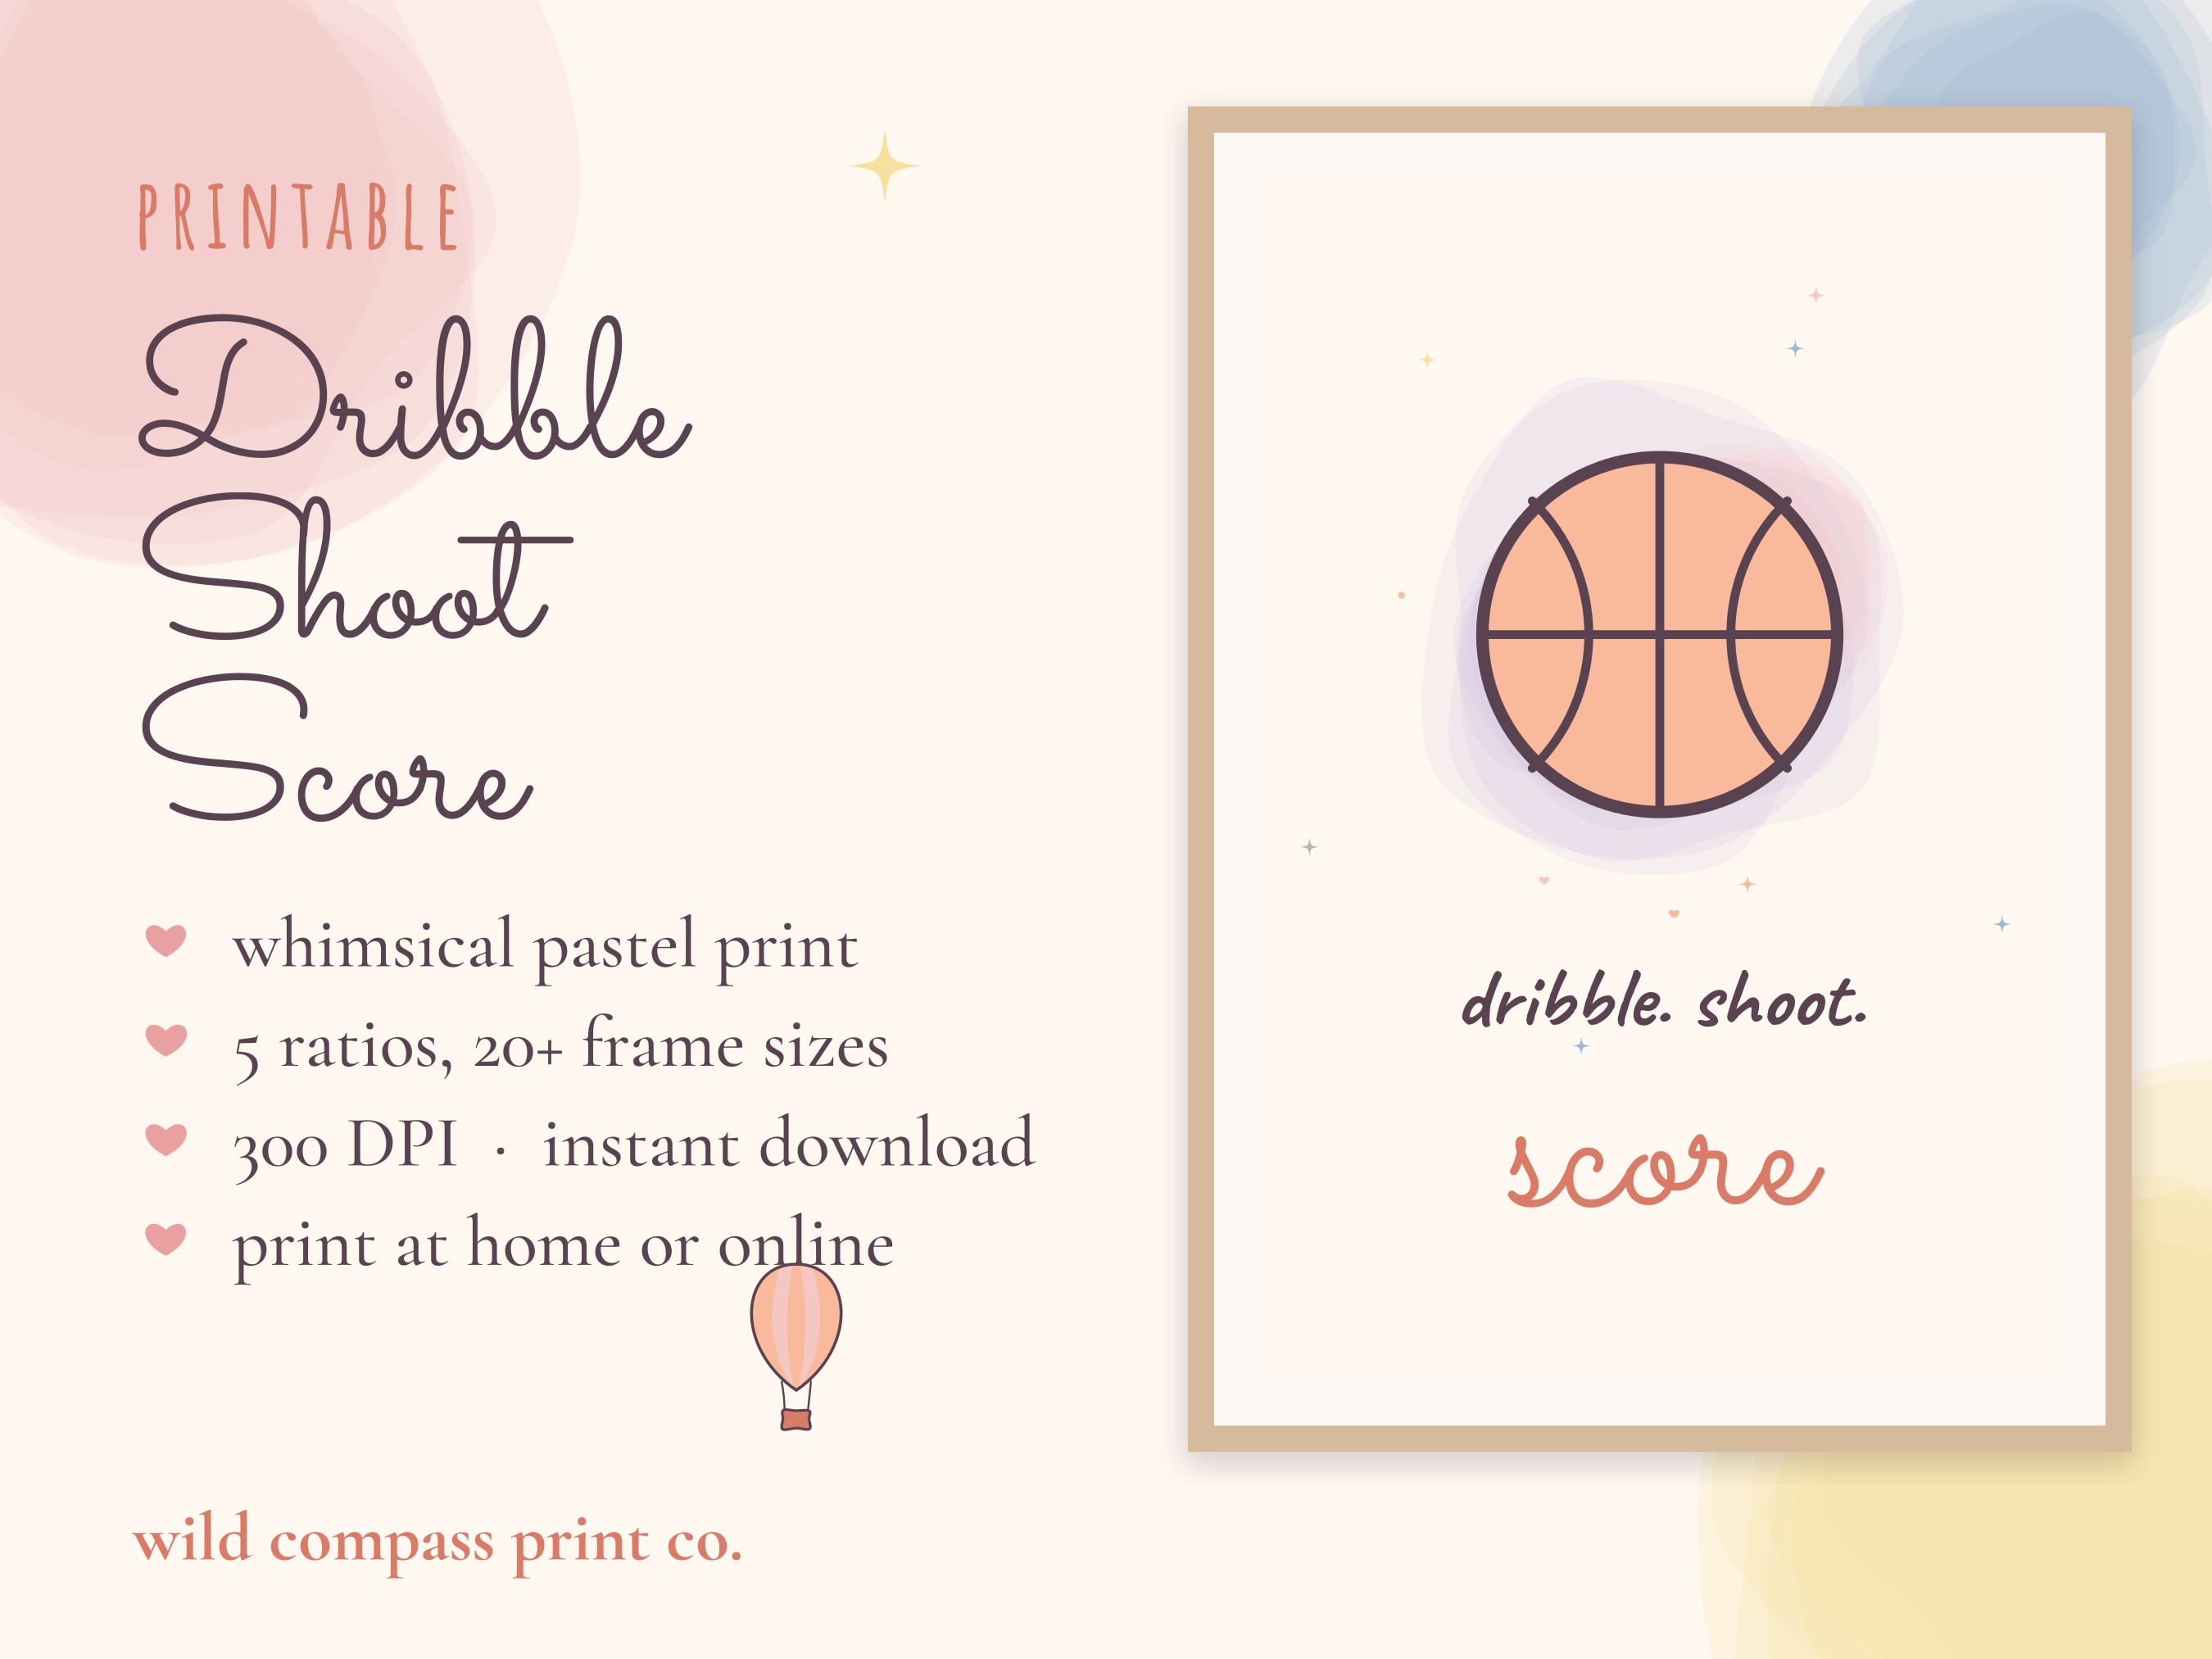 PRINTABLE
Dribble
Shoot
Score
whimsical pastel print
5 ratios, 20+ frame sizes
300 DPI · instant download
print at home or online
wild compass print co.
dribble. shoot.
score